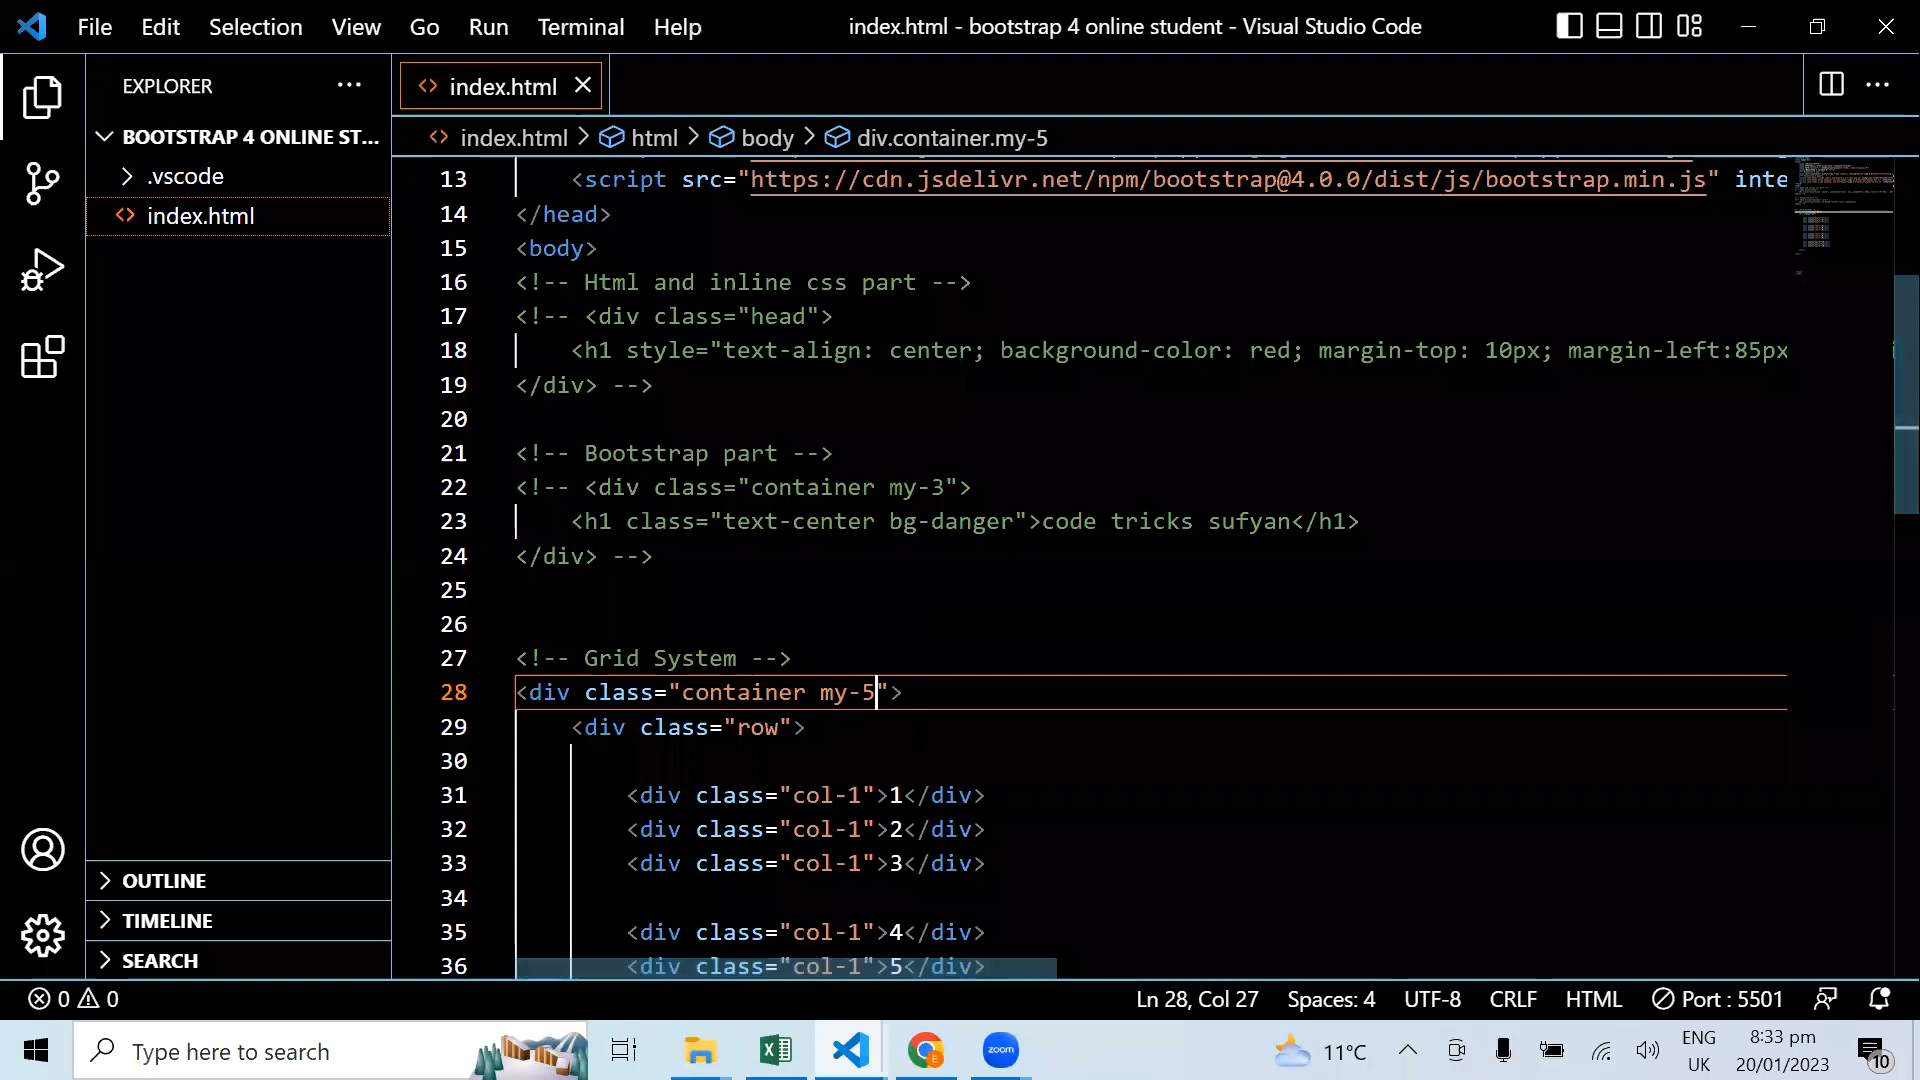 File Edit Selection View Go Run Terminal Help
index.html - bootstrap 4 online student - Visual Studio Code
EXPLORER
BOOTSTRAP 4 ONLINE ST...
.vscode
index.html
OUTLINE
TIMELINE
SEARCH
index.html
index.html > html > body > div.container.my-5
13 <script src="https://cdn.jsdelivr.net/npm/bootstrap@4.0.0/dist/js/bootstrap.min.js" inte
14 </head>
15 <body>
16 <!-- Html and inline css part -->
17 <!-- <div class="head">
18 <h1 style="text-align: center; background-color: red; margin-top: 10px; margin-left:85px
19 </div> -->
20
21 <!-- Bootstrap part -->
22 <!-- <div class="container my-3">
23 <h1 class="text-center bg-danger">code tricks sufyan</h1>
24 </div> -->
25
26
27 <!-- Grid System -->
28 <div class="container my-5">
29 <div class="row">
30
31 <div class="col-1">1</div>
32 <div class="col-1">2</div>
33 <div class="col-1">3</div>
34
35 <div class="col-1">4</div>
36 <div class="col-1">5</div>
0 0
Ln 28, Col 27 Spaces: 4 UTF-8 CRLF HTML Port : 5501
Type here to search
zoom
11°C
ENG
UK
8:33 pm
20/01/2023
10